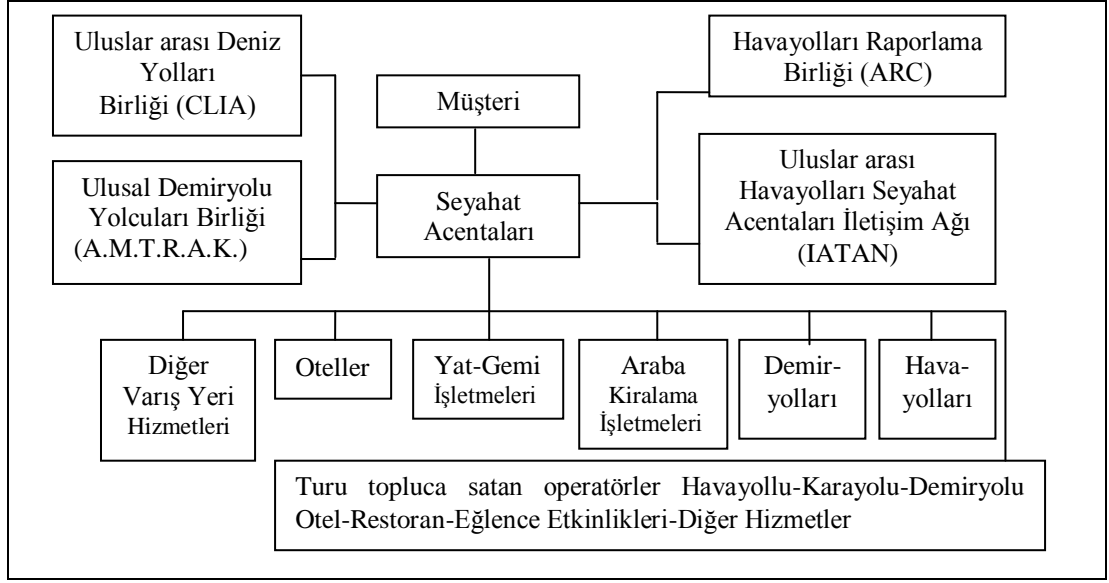 Uluslar arası Deniz
Yolları
Birliği (CLIA)
Müşteri
Havayolları Raporlama
Birliği (ARC)
Ulusal Demiryolu
Yolcuları Birliği
(A.M.T.R.A.K.)
Seyahat
Acentaları
Uluslar arası
Havayolları Seyahat
Acentaları İletişim Ağı
(IATAN)
Diğer
Varış Yeri
Hizmetleri
Oteller
Yat-Gemi
İşletmeleri
Araba
Kiralama
İşletmeleri
Demir-
yolları
Hava-
yolları
Turu topluca satan operatörler Havayollu-Karayolu-Demiryolu
Otel-Restoran-Eğlence Etkinlikleri-Diğer Hizmetler